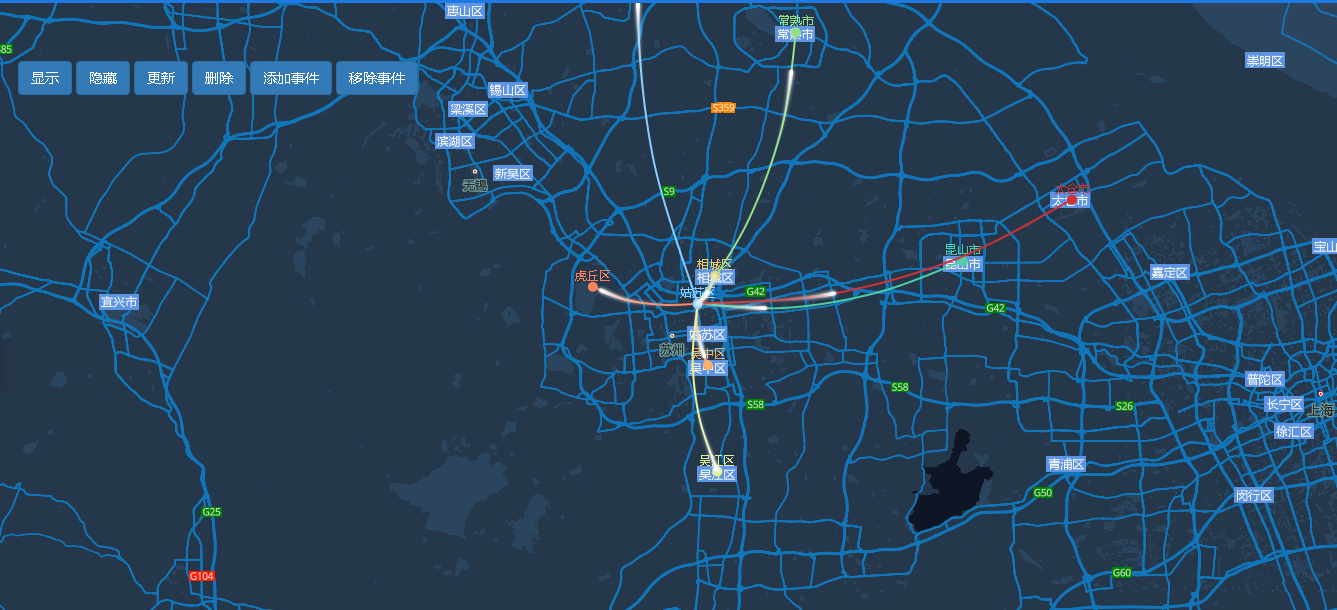 惠山区
常熟市
常熟市
S85
崇明区
显示
隐藏
更新
删除
添加事件
移除事件
锡山区
梁溪区
S359
滨湖区
新吴区
无锡
S9
太仓市
太仓市
宝山
昆山市
昆山市
相城区
相城区
嘉定区
虎丘区
姑苏区
G42
宜兴市
G42
姑苏区
苏州
吴中区
吴中区
普陀区
S58
S58
长宁区
S26
上海
徐汇区
吴江区
吴江区
青浦区
G50
闵行区
G25
G60
G104